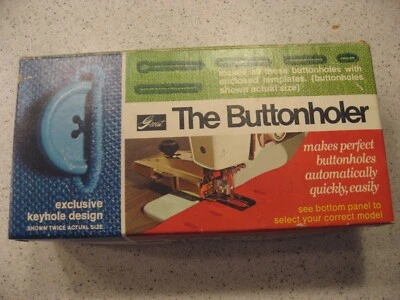 makes all these buttonholes with
enclosed templates. (buttonholes
shown actual size)
Greist
The Buttonholer
makes perfect
buttonholes
automatically
quickly, easily
exclusive
keyhole design
SHOWN TWICE ACTUAL SIZE
see bottom panel to
select your correct model